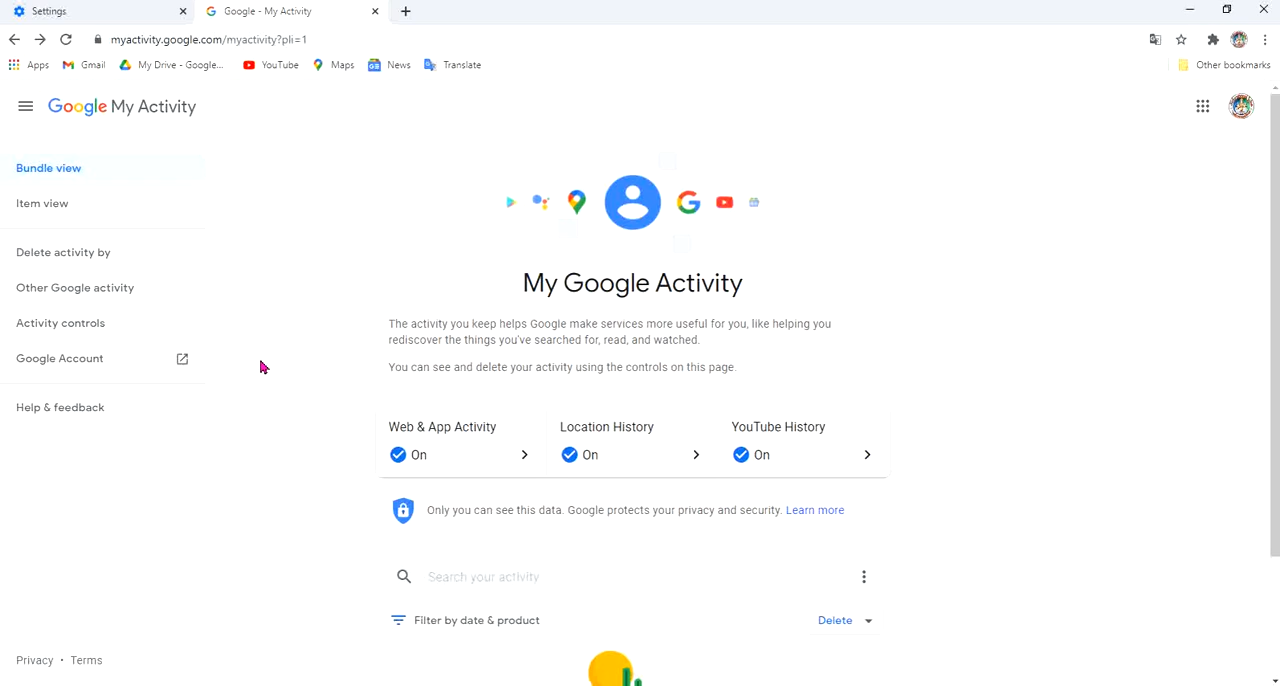 Settings
Google - My Activity
myactivity.google.com/myactivity?pli=1
Apps Gmail My Drive - Google... YouTube Maps News Translate Other bookmarks
Google My Activity
Bundle view
Item view
Delete activity by
Other Google activity
Activity controls
Google Account
Help & feedback
Privacy · Terms
My Google Activity
The activity you keep helps Google make services more useful for you, like helping you
rediscover the things you've searched for, read, and watched.
You can see and delete your activity using the controls on this page.
Web & App Activity
On
Location History
On
YouTube History
On
Only you can see this data. Google protects your privacy and security. Learn more
Search your activity
Filter by date & product
Delete